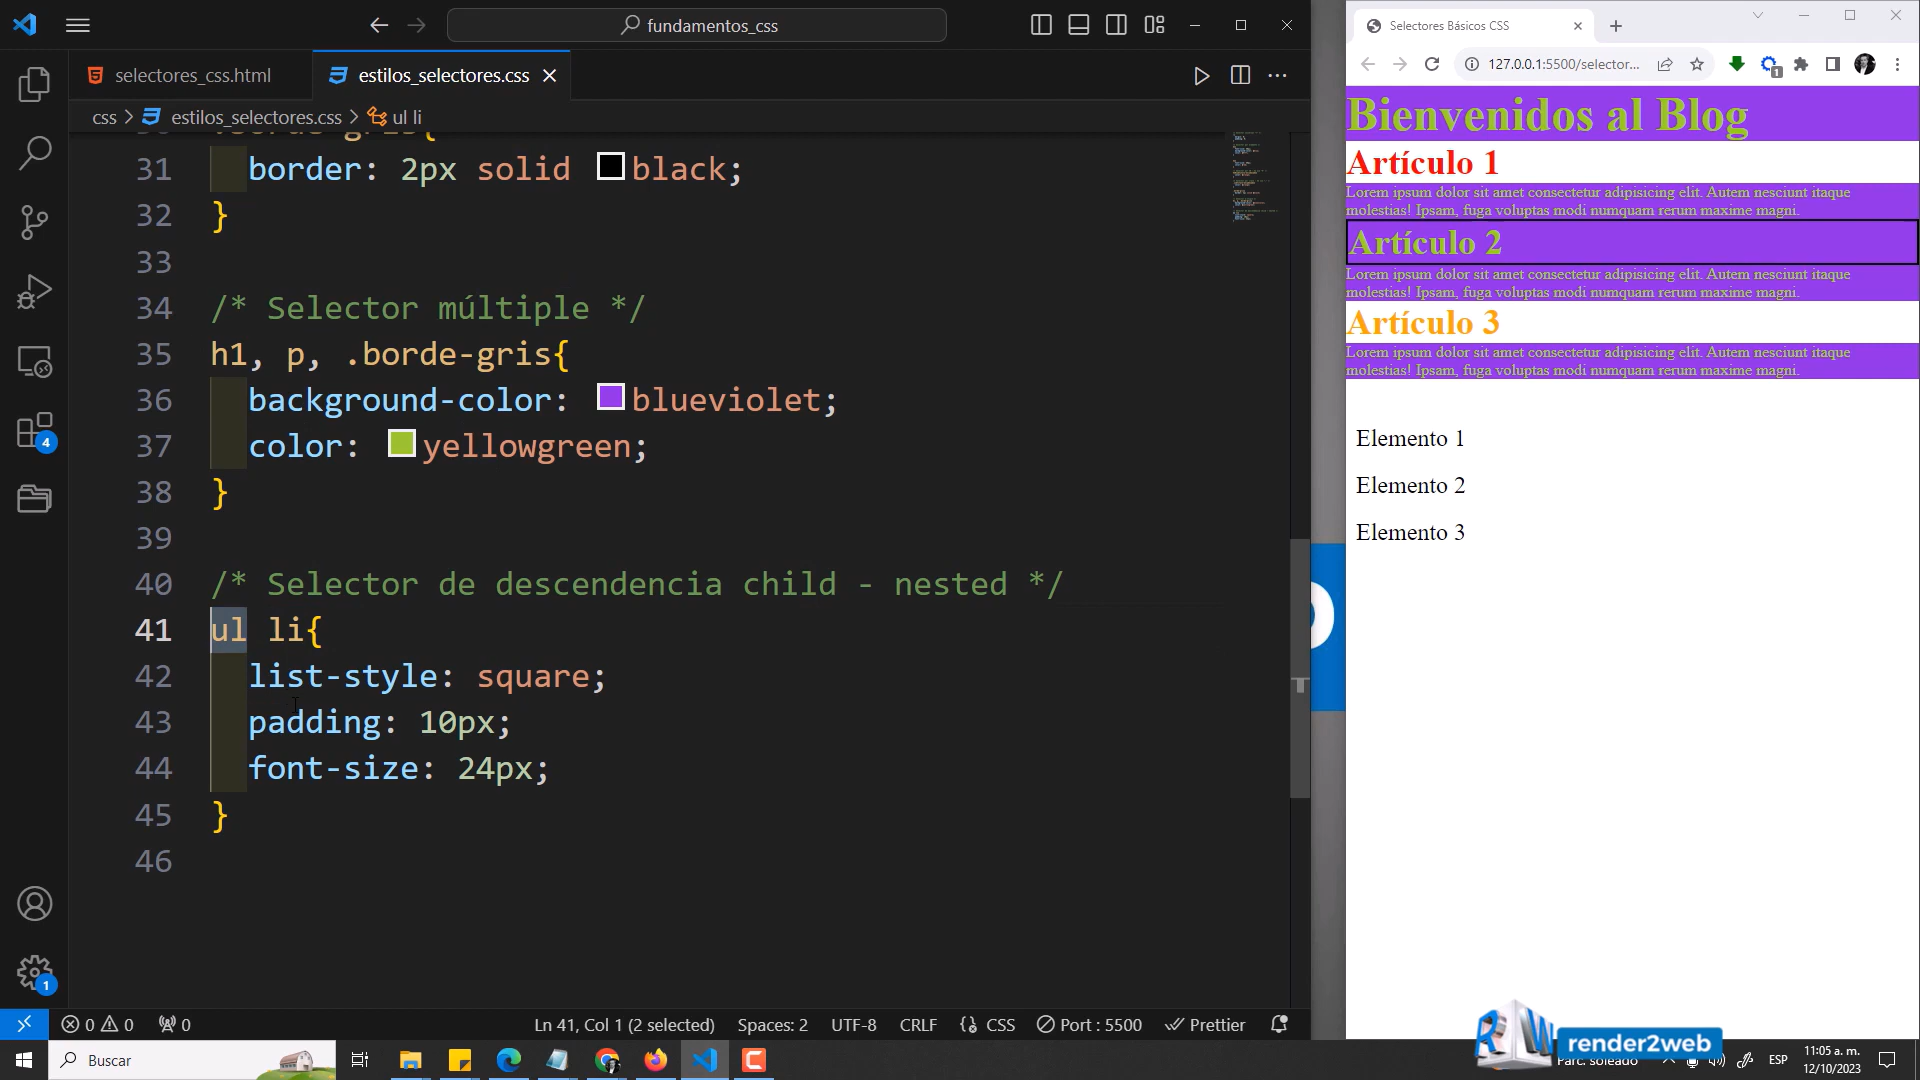 fundamentos_css
selectores_css.html
estilos_selectores.css
css > estilos_selectores.css > ul li
31 border: 2px solid black;
32 }
33
34 /* Selector múltiple */
35 h1, p, .borde-gris{
36 background-color: blueviolet;
37 color: yellowgreen;
38 }
39
40 /* Selector de descendencia child - nested */
41 ul li{
42 list-style: square;
43 padding: 10px;
44 font-size: 24px;
45 }
46
4
1
0 0 0
Ln 41, Col 1 (2 selected) Spaces: 2 UTF-8 CRLF {} CSS Port : 5500 Prettier
Selectores Básicos CSS
127.0.0.1:5500/selector...
1
Bienvenidos al Blog
Artículo 1
Lorem ipsum dolor sit amet consectetur adipisicing elit. Autem nesciunt itaque
molestias! Ipsam, fuga voluptas modi numquam rerum maxime magni.
Artículo 2
Lorem ipsum dolor sit amet consectetur adipisicing elit. Autem nesciunt itaque
molestias! Ipsam, fuga voluptas modi numquam rerum maxime magni.
Artículo 3
Lorem ipsum dolor sit amet consectetur adipisicing elit. Autem nesciunt itaque
molestias! Ipsam, fuga voluptas modi numquam rerum maxime magni.
Elemento 1
Elemento 2
Elemento 3
render2web
Buscar
Parc. soleado
ESP
11:05 a. m.
12/10/2023